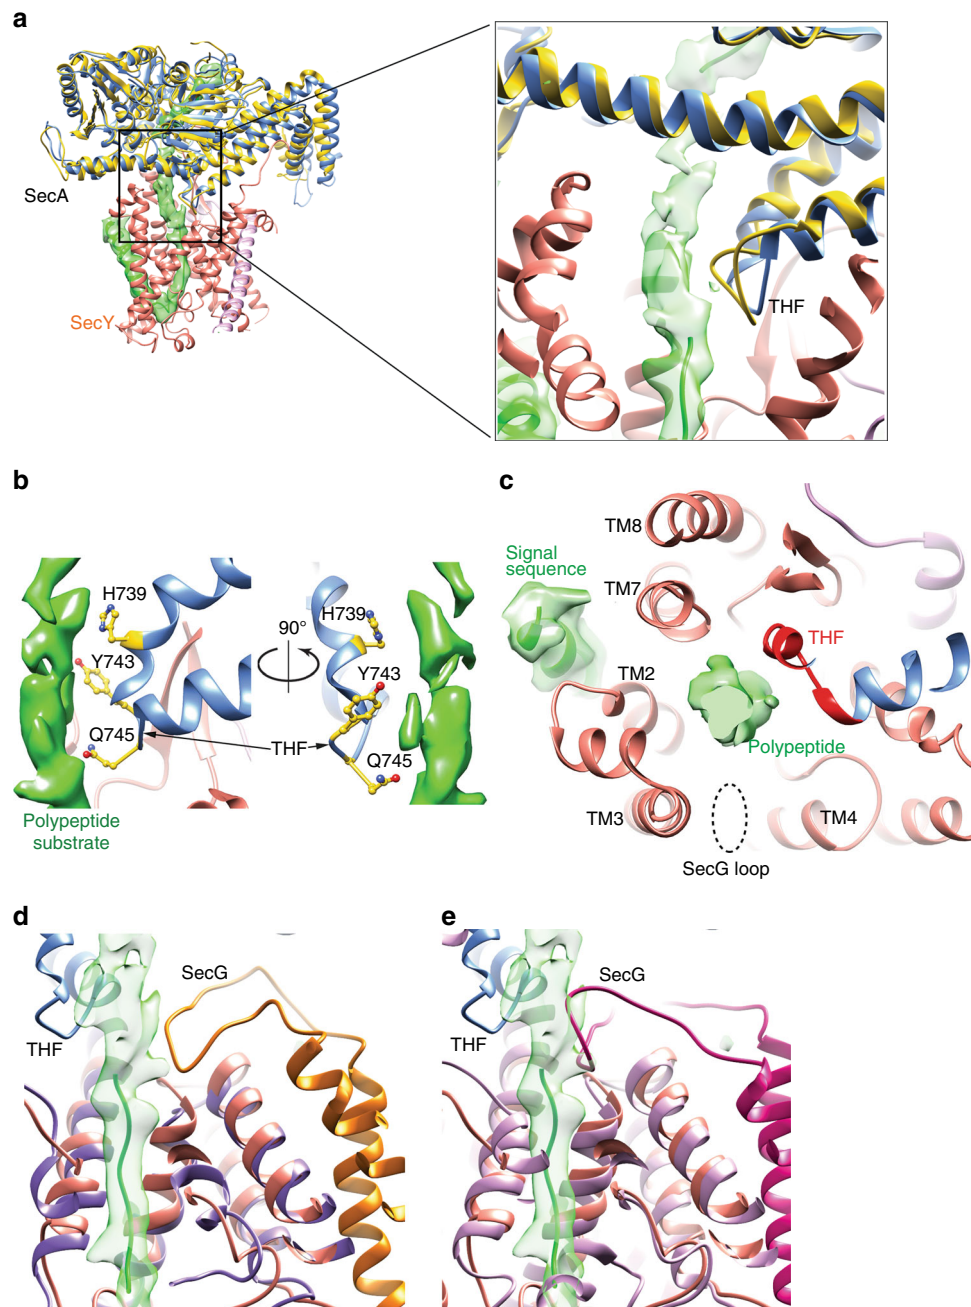 a
SecA
SecY
THF
b
H739
Y743
Q745
90°
THF
H739
Y743
Q745
Polypeptide
substrate
c
TM8
Signal
sequence
TM7
THF
TM2
Polypeptide
TM3
TM4
SecG loop
d
SecG
THF
e
SecG
THF